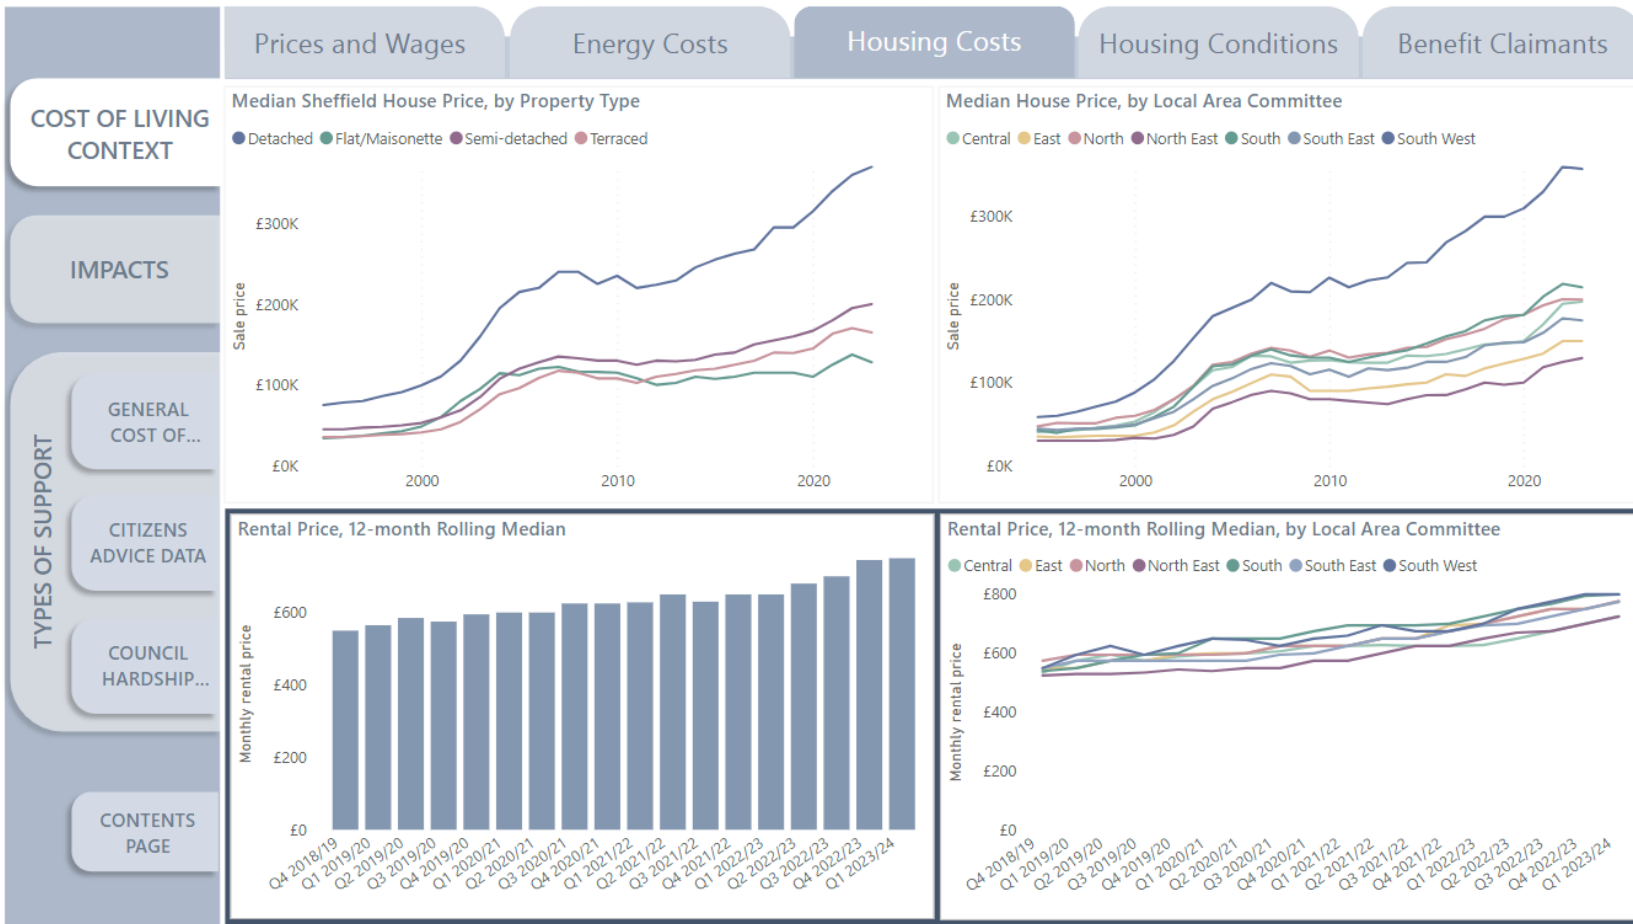 Prices and Wages
Energy Costs
Housing Costs
Housing Conditions
Benefit Claimants
COST OF LIVING
CONTEXT
IMPACTS
TYPES OF SUPPORT
GENERAL
COST OF...
CITIZENS
ADVICE DATA
COUNCIL
HARDSHIP...
CONTENTS
PAGE
Median Sheffield House Price, by Property Type
Detached Flat/Maisonette Semi-detached Terraced
Sale price
£300K
£200K
£100K
£0K
2000 2010 2020
Median House Price, by Local Area Committee
Central East North North East South South East South West
Sale price
£300K
£200K
£100K
£0K
2000 2010 2020
Rental Price, 12-month Rolling Median
Monthly rental price
£600
£400
£200
£0
Q4 2018/19
Q1 2019/20
Q2 2019/20
Q3 2019/20
Q4 2019/20
Q1 2020/21
Q2 2020/21
Q3 2020/21
Q4 2020/21
Q1 2021/22
Q2 2021/22
Q3 2021/22
Q4 2021/22
Q1 2022/23
Q2 2022/23
Q3 2022/23
Q4 2022/23
Q1 2023/24
Rental Price, 12-month Rolling Median, by Local Area Committee
Central East North North East South South East South West
Monthly rental price
£800
£600
£400
£200
£0
Q4 2018/19
Q1 2019/20
Q2 2019/20
Q3 2019/20
Q4 2019/20
Q1 2020/21
Q2 2020/21
Q3 2020/21
Q4 2020/21
Q1 2021/22
Q2 2021/22
Q3 2021/22
Q4 2021/22
Q1 2022/23
Q2 2022/23
Q3 2022/23
Q4 2022/23
Q1 2023/24